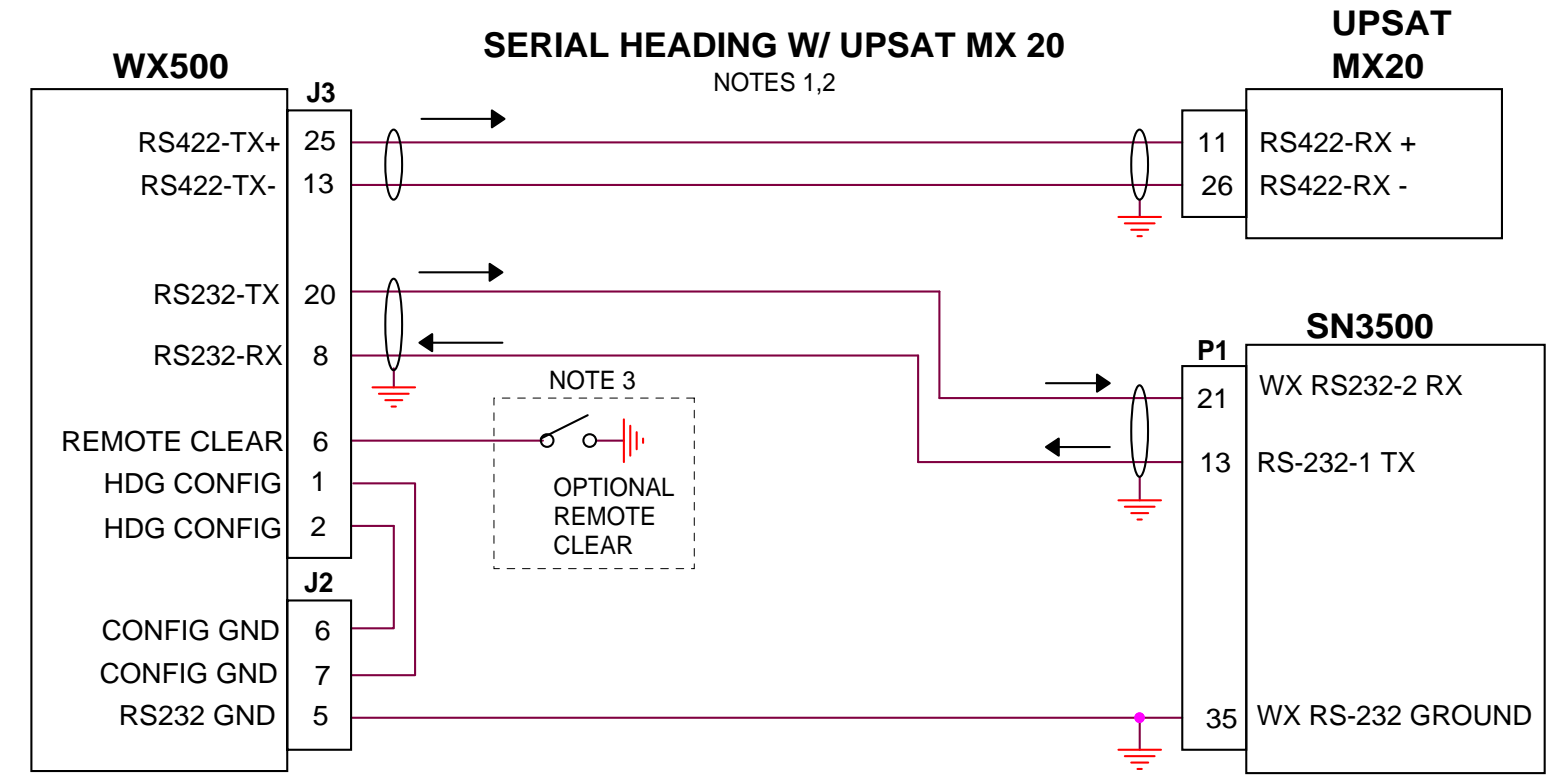 SERIAL HEADING W/ UPSAT MX 20
NOTES 1,2
WX500
J3
RS422-TX+ 25
RS422-TX- 13
RS232-TX 20
RS232-RX 8
REMOTE CLEAR 6
HDG CONFIG 1
HDG CONFIG 2
J2
CONFIG GND 6
CONFIG GND 7
RS232 GND 5
NOTE 3
OPTIONAL
REMOTE
CLEAR
UPSAT
MX20
11 RS422-RX +
26 RS422-RX -
SN3500
P1
21 WX RS232-2 RX
13 RS-232-1 TX
35 WX RS-232 GROUND